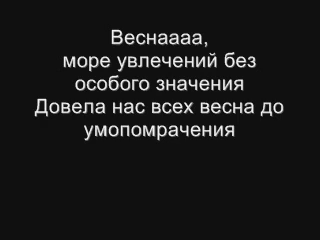 Веснаааа,
море увлечений без
особого значения
Довела нас всех весна до
умопомрачения